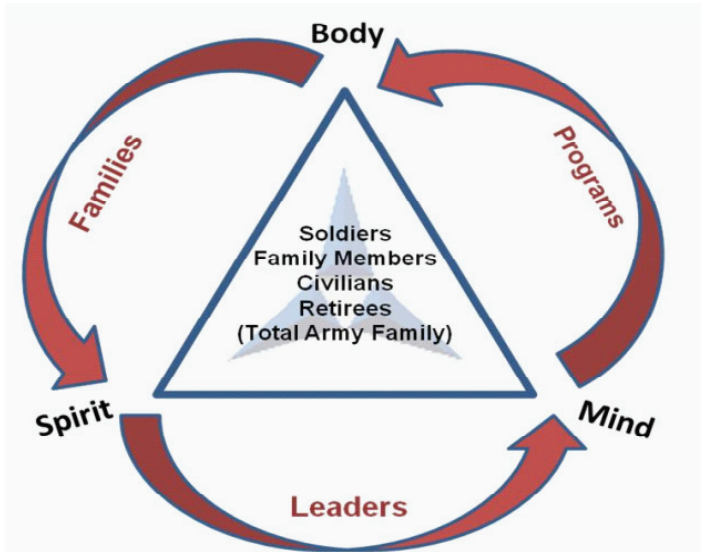 Body
Families
Programs
Soldiers
Family Members
Civilians
Retirees
(Total Army Family)
Spirit
Mind
Leaders